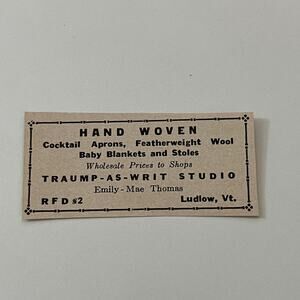 HAND WOVEN
Cocktail Aprons, Featherweight Wool
Baby Blankets and Stoles
Wholesale Prices to Shops
TRAUMP-AS-WRIT STUDIO
Emily-Mae Thomas
RFD #2 Ludlow, Vt.